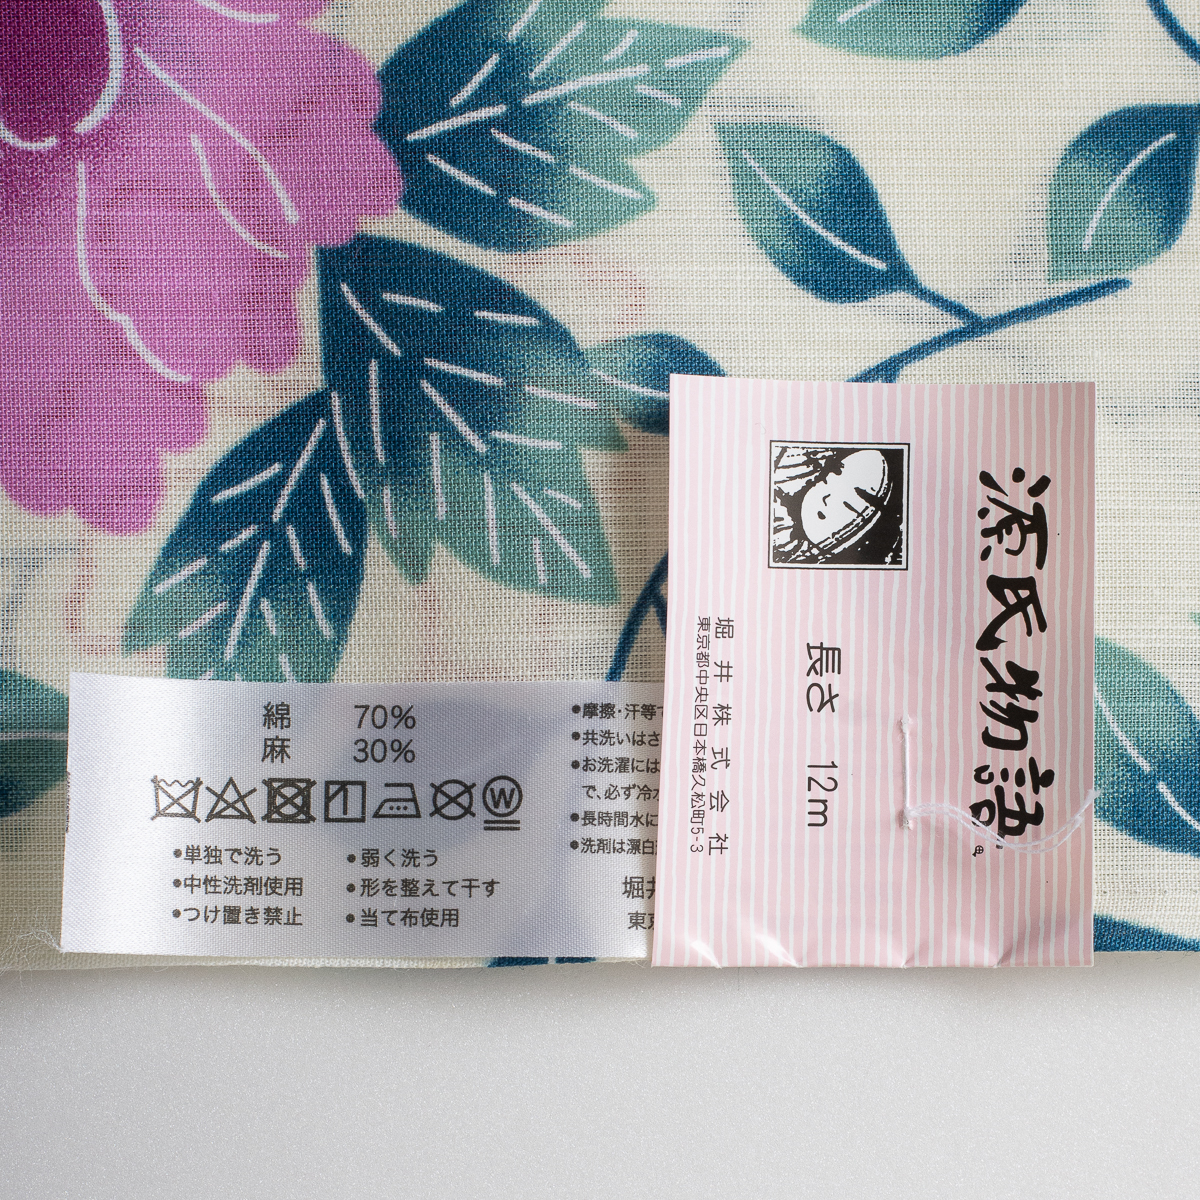 綿 70%
麻 30%
W
•単独で洗う
•中性洗剤使用
•つけ置き禁止
•弱く洗う
•形を整えて干す
•当て布使用
•摩擦・汗等で
•共洗いはさ
•お洗濯には
で、必ず冷水
•長時間水に
•洗剤は漂白
堀井
東京
源氏物語
長さ 12m
堀井株式会社
東京都中央区日本橋久松町5-3